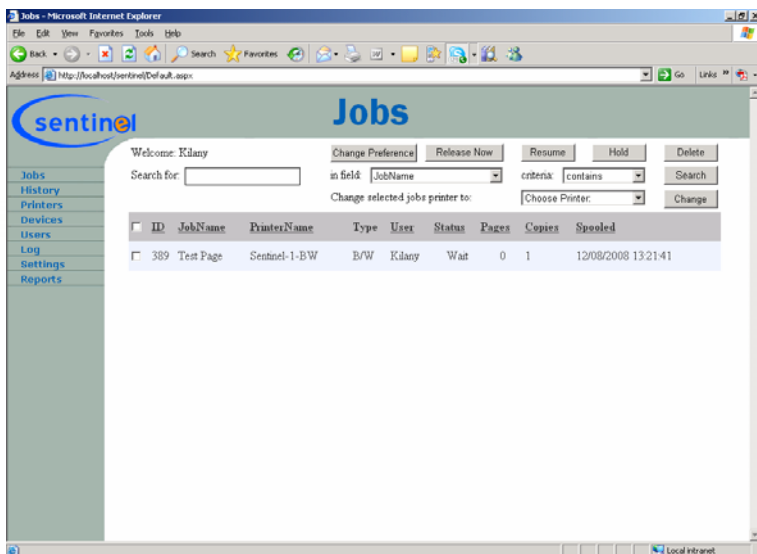 Jobs - Microsoft Internet Explorer
File Edit View Favorites Tools Help
Back Search Favorites
Address http://localhost/sentinel/Default.aspx Go Links
sentinel
Jobs
Welcome: Kilany Change Preference Release Now Resume Hold Delete
Search for: in field: JobName criteria: contains Search
Change selected jobs printer to: Choose Printer: Change
Jobs
History
Printers
Devices
Users
Log
Settings
Reports
ID JobName PrinterName Type User Status Pages Copies Spooled
389 Test Page Sentinel-1-BW B/W Kilany Wait 0 1 12/08/2008 13:21:41
Local intranet